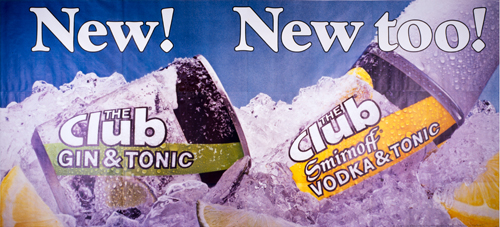 New! New too!
THE
Club
GIN & TONIC
THE
Club
Smirnoff
VODKA & TONIC